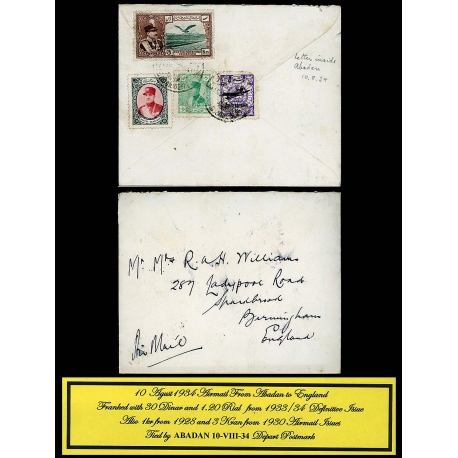 letter inside
Abadan
10.8.34
Mr. Mrs R. A. H. Williams
287 Ladypool Road
Sparkbrook
Birmingham
England
Air Mail
10 Agust 1934 Airmail From Abadan to England
Franked with 30 Dinar and 1.20 Rial from 1933/34 Definitive Issue
Also 1kr from 1928 and 3 Kran from 1930 Airmail Issues
Tied by ABADAN 10-VIII-34 Depart Postmark